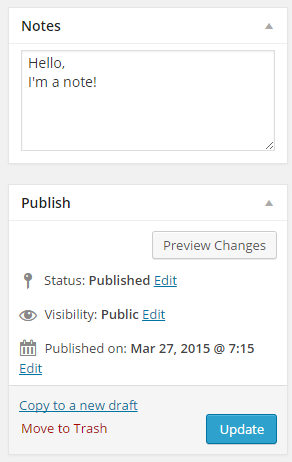 Notes
Hello,
I'm a note!
Publish
Preview Changes
Status: Published Edit
Visibility: Public Edit
Published on: Mar 27, 2015 @ 7:15
Edit
Copy to a new draft
Move to Trash
Update